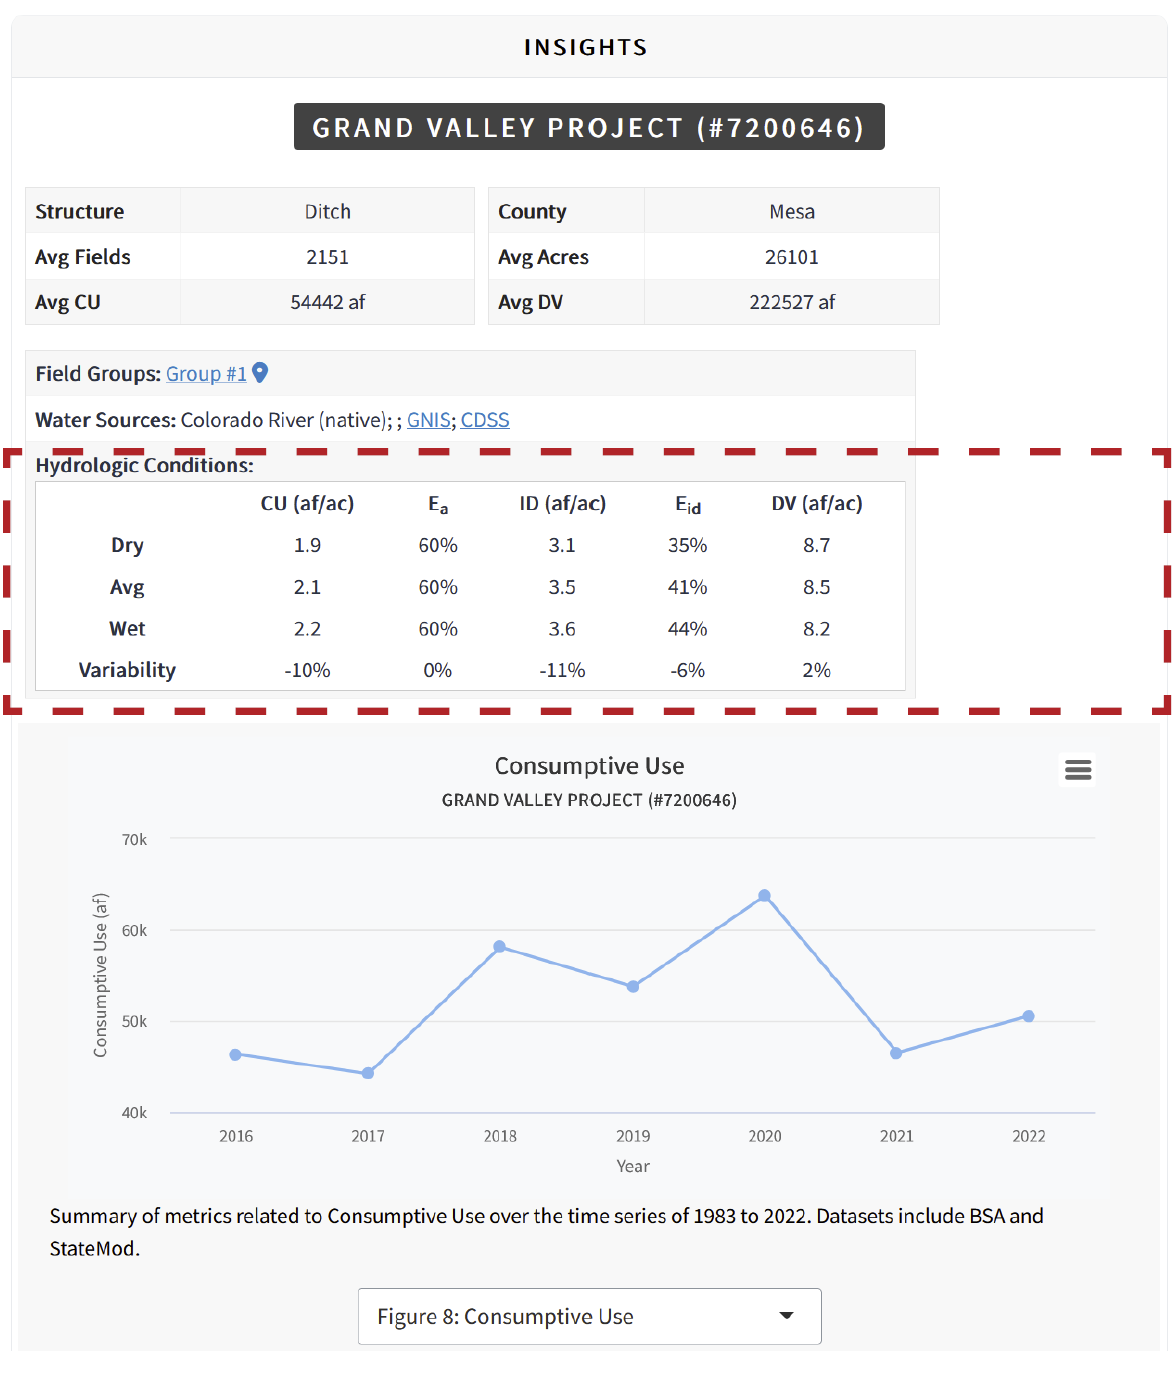 INSIGHTS
GRAND VALLEY PROJECT (#7200646)
Structure Ditch County Mesa
Avg Fields 2151 Avg Acres 26101
Avg CU 54442 af Avg DV 222527 af
Field Groups: Group #1
Water Sources: Colorado River (native); ; GNIS; CDSS
Hydrologic Conditions:
CU (af/ac) Ea ID (af/ac) Eid DV (af/ac)
Dry 1.9 60% 3.1 35% 8.7
Avg 2.1 60% 3.5 41% 8.5
Wet 2.2 60% 3.6 44% 8.2
Variability -10% 0% -11% -6% 2%
Consumptive Use
GRAND VALLEY PROJECT (#7200646)
Consumptive Use (af)
70k
60k
50k
40k
2016 2017 2018 2019 2020 2021 2022
Year
Summary of metrics related to Consumptive Use over the time series of 1983 to 2022. Datasets include BSA and
StateMod.
Figure 8: Consumptive Use